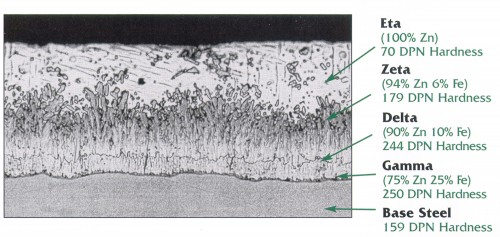 Eta
(100% Zn)
70 DPN Hardness
Zeta
(94% Zn 6% Fe)
179 DPN Hardness
Delta
(90% Zn 10% Fe)
244 DPN Hardness
Gamma
(75% Zn 25% Fe)
250 DPN Hardness
Base Steel
159 DPN Hardness